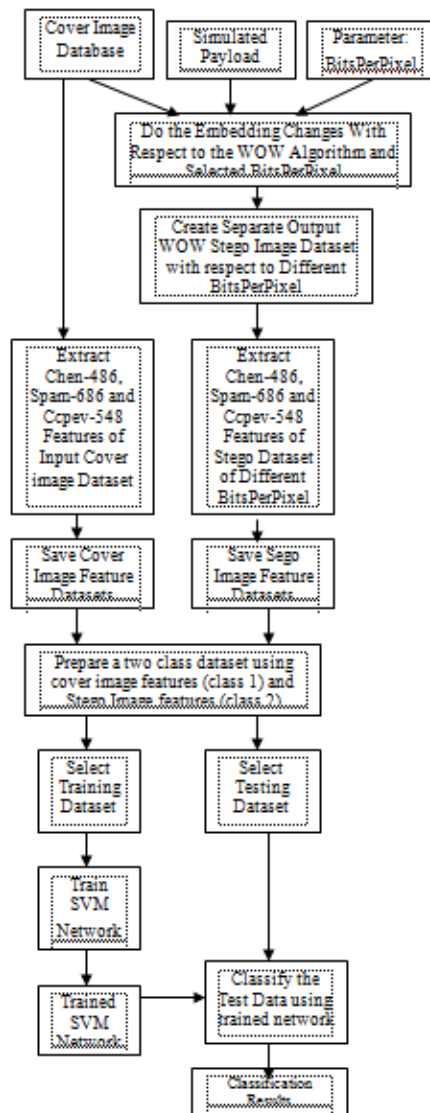 Cover Image
Database
Simulated
Payload
Parameter:
BitsPerPixel
Do the Embedding Changes With
Respect to the WOW Algorithm and
Selected BitsPerPixel
Create Separate Output
WOW Stego Image Dataset
with respect to Different
BitsPerPixel
Extract
Chen-486,
Spam-686 and
Ccpev-548
Features of
Input Cover
image Dataset
Extract
Chen-486,
Spam-686 and
Ccpev-548
Features of
Stego Dataset
of Different
BitsPerPixel
Save Cover
Image Feature
Datasets
Save Sego
Image Feature
Datasets
Prepare a two class dataset using
cover image features (class 1) and
Stego Image features (class 2)
Select
Training
Dataset
Select
Testing
Dataset
Train
SVM
Network
Trained
SVM
Network
Classify the
Test Data using
trained network
Classification
Results